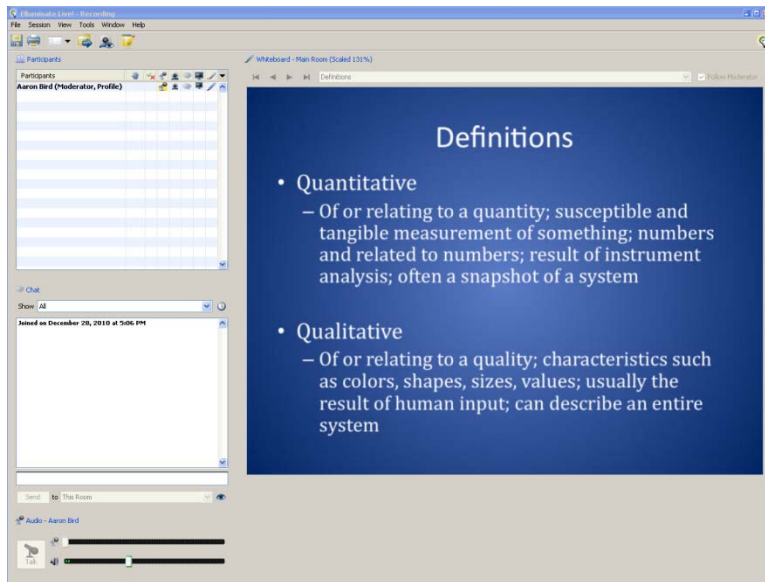 Elluminate Live! - Recording
File Session View Tools Window Help
Participants
Participants
Aaron Bird (Moderator, Profile)
Chat
Show All
Joined on December 28, 2010 at 5:06 PM
Send to This Room
Audio - Aaron Bird
Talk
Whiteboard - Main Room (Scaled 131%)
Definitions
Follow Moderator
Definitions
• Quantitative
– Of or relating to a quantity; susceptible and
tangible measurement of something; numbers
and related to numbers; result of instrument
analysis; often a snapshot of a system
• Qualitative
– Of or relating to a quality; characteristics such
as colors, shapes, sizes, values; usually the
result of human input; can describe an entire
system